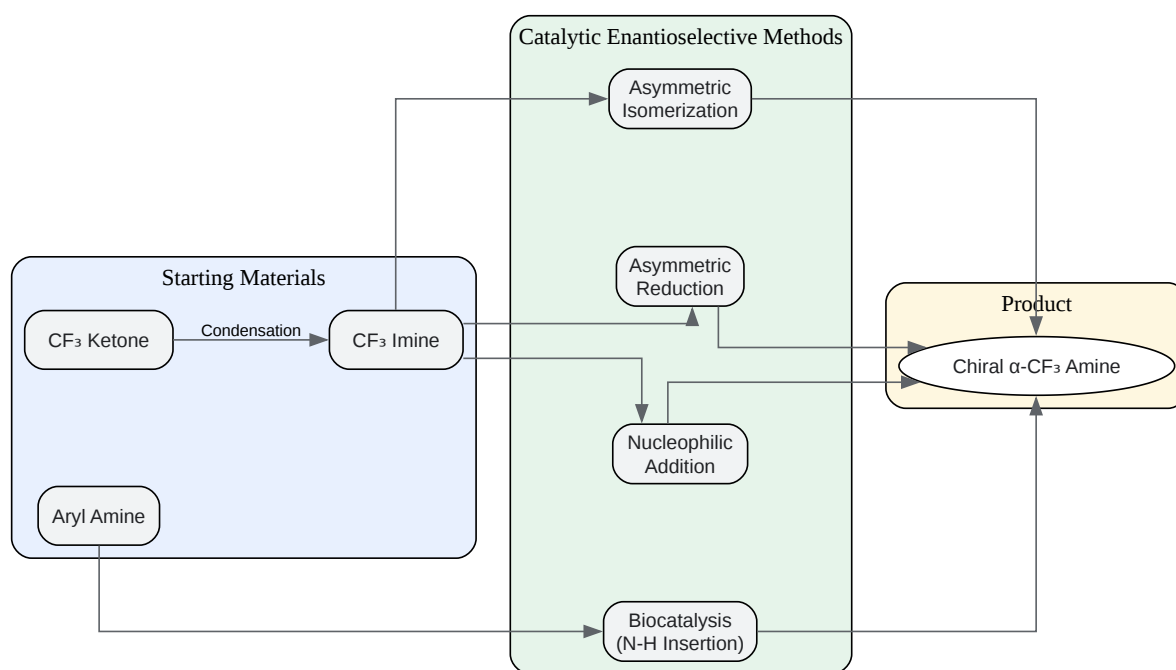 Catalytic Enantioselective Methods
Asymmetric
Isomerization
Starting Materials
Asymmetric
Reduction
Product
CF₃ Ketone
Condensation
CF₃ Imine
Chiral α-CF₃ Amine
Nucleophilic
Addition
Aryl Amine
Biocatalysis
(N-H Insertion)